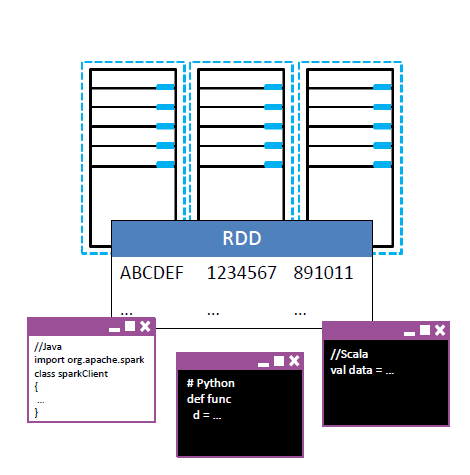 RDD
ABCDEF 1234567 891011
... ... ...
//Java
import org.apache.spark
class sparkClient
{
...
}
# Python
def func
d = ...
//Scala
val data = ...